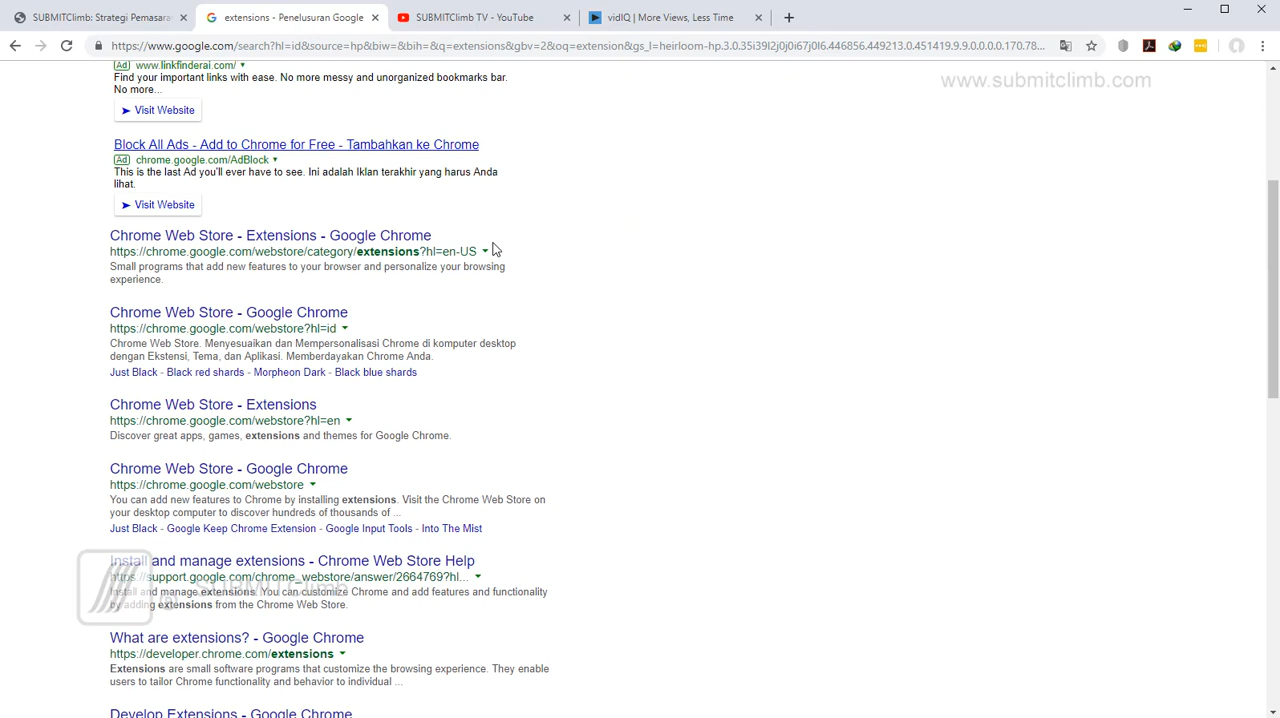 SUBMITClimb: Strategi Pemasaran
extensions - Penelusuran Google
SUBMITClimb TV - YouTube
vidIQ | More Views, Less Time
https://www.google.com/search?hl=id&source=hp&biw=&bih=&q=extensions&gbv=2&oq=extension&gs_l=heirloom-hp.3.0.35i39l2j0j0i67j0l6.446856.449213.0.451419.9.9.0.0.0.0.170.78...
www.submitclimb.com
Ad www.linkfinderai.com/
Find your important links with ease. No more messy and unorganized bookmarks bar.
No more...
Visit Website
Block All Ads - Add to Chrome for Free - Tambahkan ke Chrome
Ad chrome.google.com/AdBlock
This is the last Ad you'll ever have to see. Ini adalah Iklan terakhir yang harus Anda
lihat.
Visit Website
Chrome Web Store - Extensions - Google Chrome
https://chrome.google.com/webstore/category/extensions?hl=en-US
Small programs that add new features to your browser and personalize your browsing
experience.
Chrome Web Store - Google Chrome
https://chrome.google.com/webstore?hl=id
Chrome Web Store. Menyesuaikan dan Mempersonalisasi Chrome di komputer desktop
dengan Ekstensi, Tema, dan Aplikasi. Memberdayakan Chrome Anda.
Just Black - Black red shards - Morpheon Dark - Black blue shards
Chrome Web Store - Extensions
https://chrome.google.com/webstore?hl=en
Discover great apps, games, extensions and themes for Google Chrome.
Chrome Web Store - Google Chrome
https://chrome.google.com/webstore
You can add new features to Chrome by installing extensions. Visit the Chrome Web Store on
your desktop computer to discover hundreds of thousands of ...
Just Black - Google Keep Chrome Extension - Google Input Tools - Into The Mist
Install and manage extensions - Chrome Web Store Help
https://support.google.com/chrome_webstore/answer/2664769?hl...
SUBMITClimb
Install and manage extensions. You can customize Chrome and add features and functionality
by adding extensions from the Chrome Web Store.
What are extensions? - Google Chrome
https://developer.chrome.com/extensions
Extensions are small software programs that customize the browsing experience. They enable
users to tailor Chrome functionality and behavior to individual ...
Develop Extensions - Google Chrome